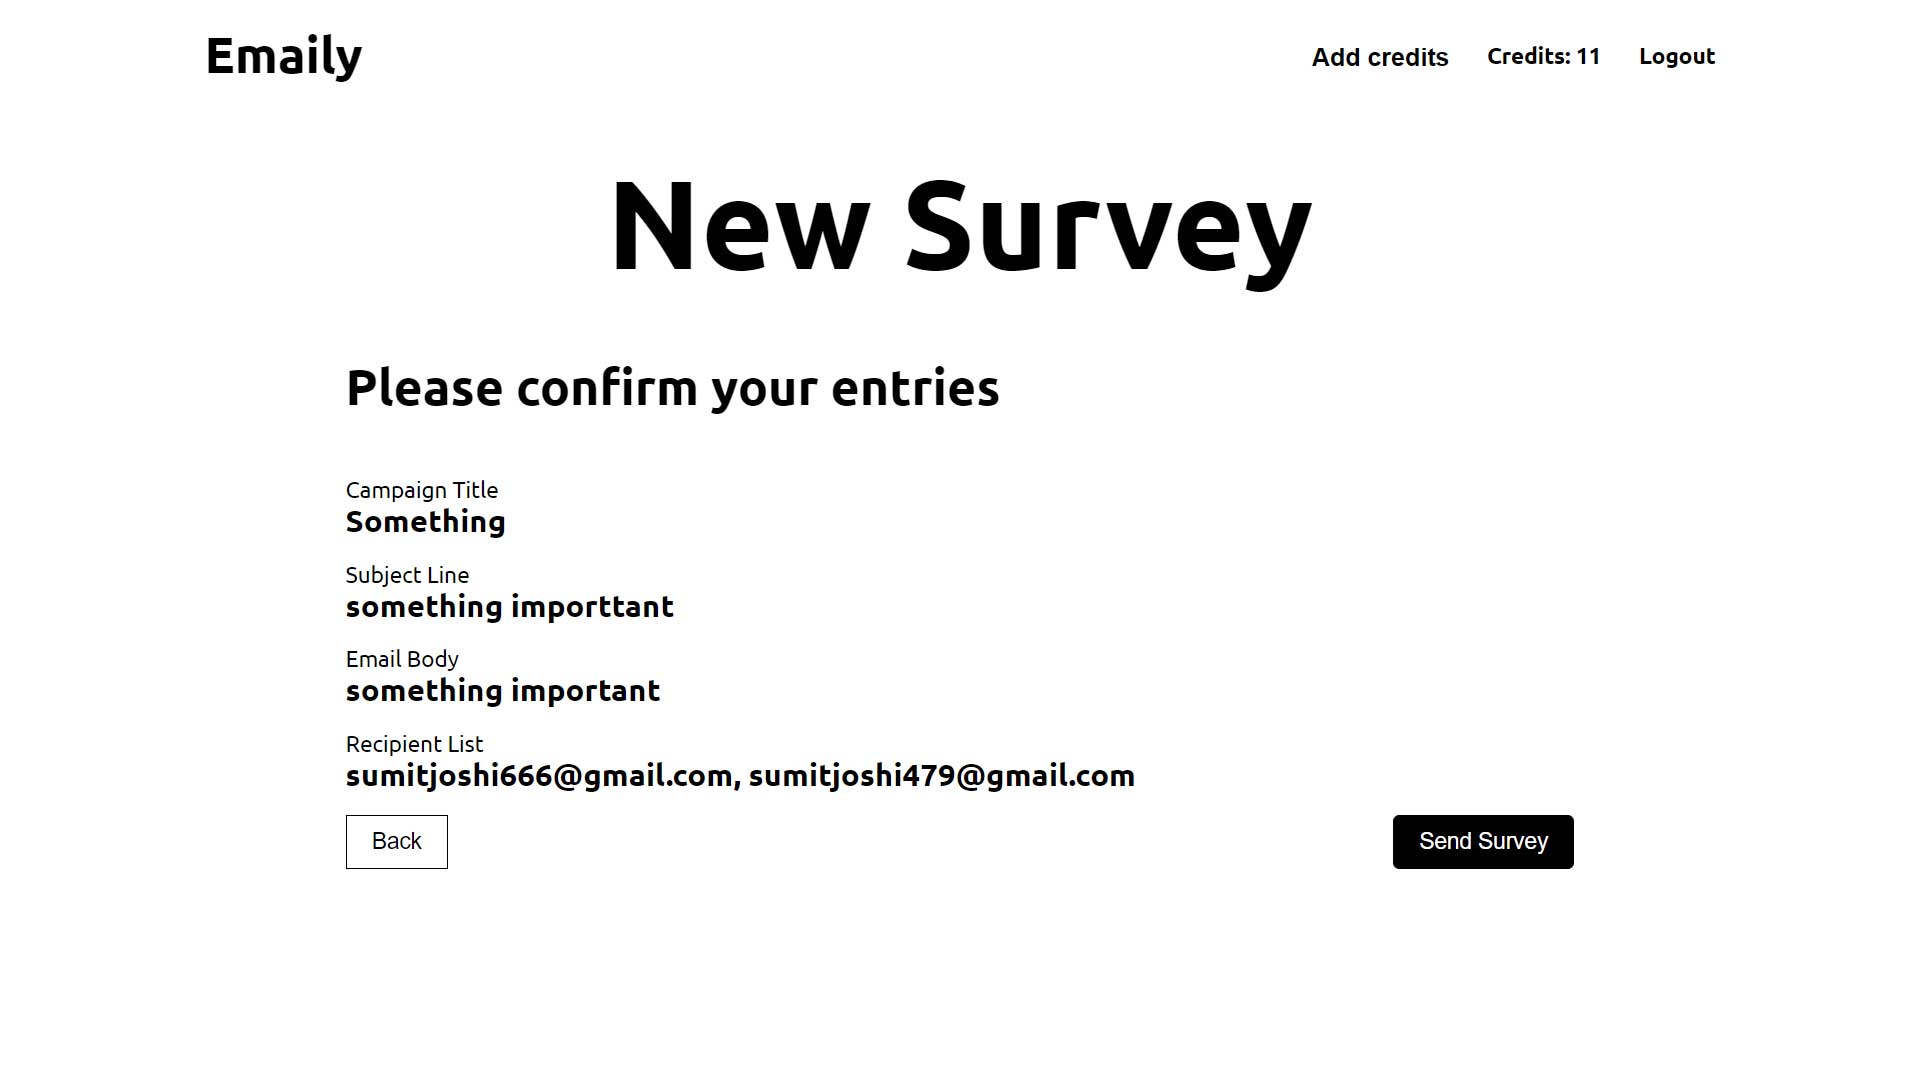 Emaily
Add credits
Credits: 11
Logout
New Survey
Please confirm your entries
Campaign Title
Something
Subject Line
something importtant
Email Body
something important
Recipient List
sumitjoshi666@gmail.com, sumitjoshi479@gmail.com
Back
Send Survey